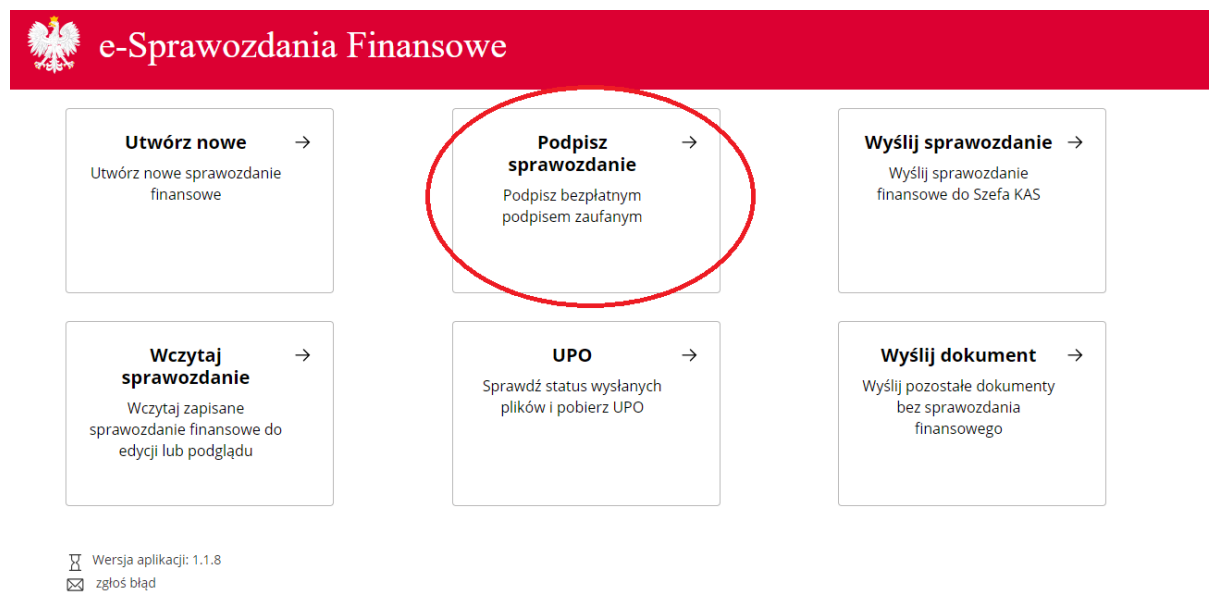 e-Sprawozdania Finansowe
Utwórz nowe →
Utwórz nowe sprawozdanie
finansowe
Podpisz →
sprawozdanie
Podpisz bezpłatnym
podpisem zaufanym
Wyślij sprawozdanie →
Wyślij sprawozdanie
finansowe do Szefa KAS
Wczytaj →
sprawozdanie
Wczytaj zapisane
sprawozdanie finansowe do
edycji lub podglądu
UPO →
Sprawdź status wysłanych
plików i pobierz UPO
Wyślij dokument →
Wyślij pozostałe dokumenty
bez sprawozdania
finansowego
Wersja aplikacji: 1.1.8
zgłoś błąd